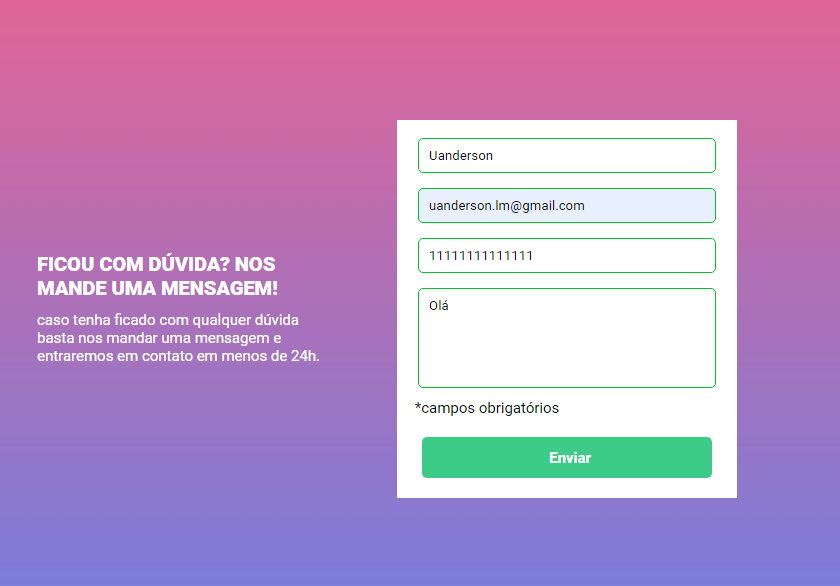 FICOU COM DÚVIDA? NOS
MANDE UMA MENSAGEM!
caso tenha ficado com qualquer dúvida
basta nos mandar uma mensagem e
entraremos em contato em menos de 24h.
Uanderson
uanderson.lm@gmail.com
11111111111111
Olá
*campos obrigatórios
Enviar